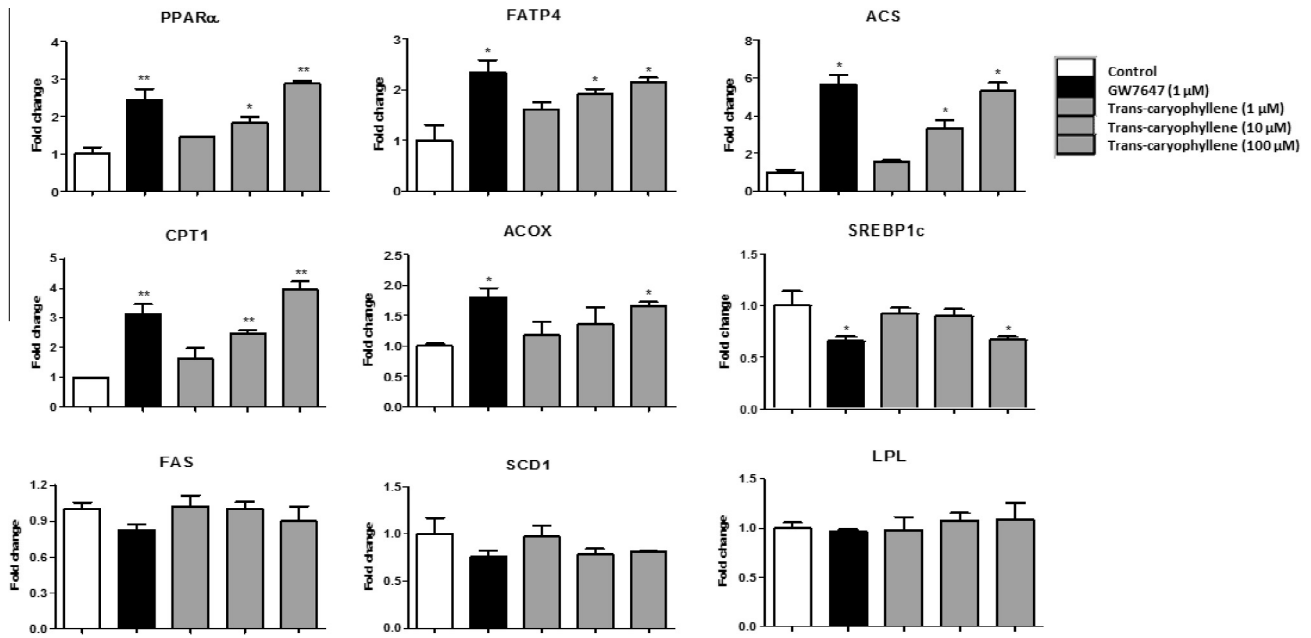 PPARα
Fold change
4
3
2
1
0
**
*
**
FATP4
Fold change
3
2
1
0
*
*
*
ACS
Fold change
8
6
4
2
0
*
*
*
Control
GW7647 (1 µM)
Trans-caryophyllene (1 µM)
Trans-caryophyllene (10 µM)
Trans-caryophyllene (100 µM)
CPT1
Fold change
5
4
3
2
1
0
**
**
**
ACOX
Fold change
2.5
2.0
1.5
1.0
0.5
0.0
*
*
SREBP1c
Fold change
1.5
1.0
0.5
0.0
*
*
FAS
Fold change
1.2
0.9
0.6
0.3
0.0
SCD1
Fold change
1.5
1.0
0.5
0.0
LPL
Fold change
1.5
1.0
0.5
0.0